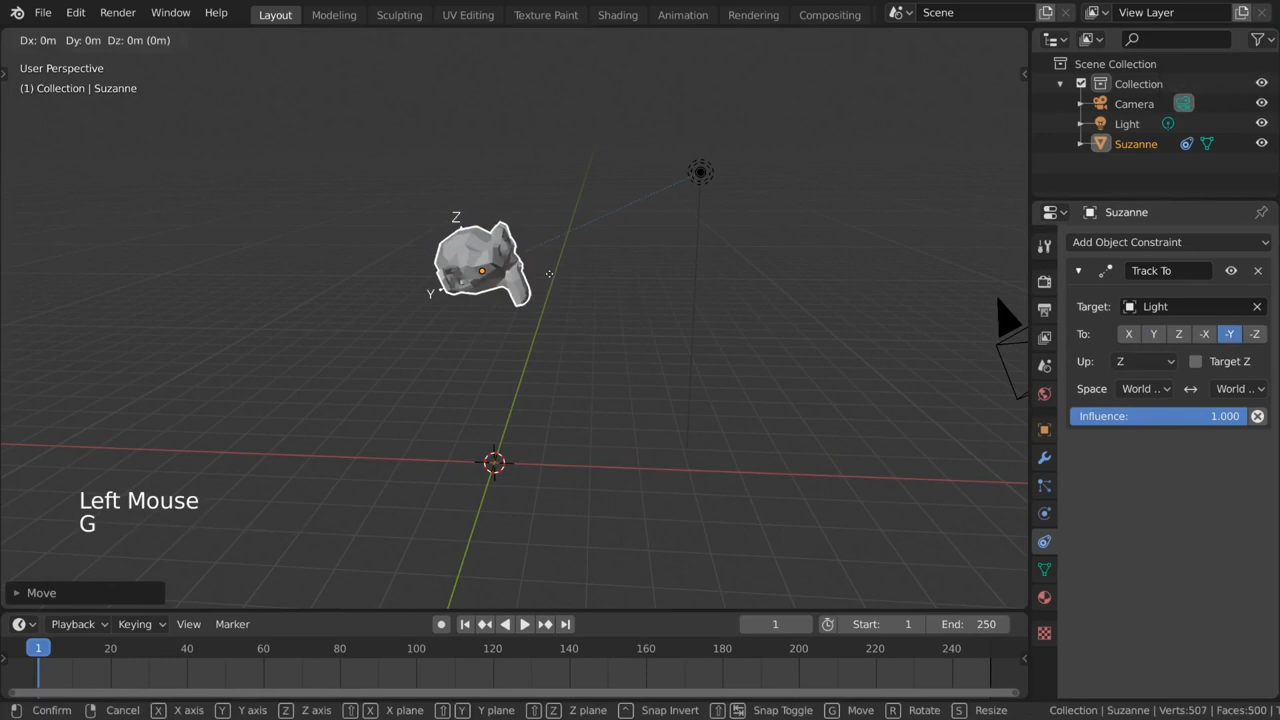 File Edit Render Window Help Layout Modeling Sculpting UV Editing Texture Paint Shading Animation Rendering Compositing Scene View Layer
Dx: 0m Dy: 0m Dz: 0m (0m)
User Perspective
(1) Collection | Suzanne
Z
Y
Left Mouse
G
Move
Scene Collection
Collection
Camera
Light
Suzanne
Suzanne
Add Object Constraint
Track To
Target: Light
To: X Y Z -X -Y -Z
Up: Z Target Z
Space World .. World ..
Influence: 1.000
Playback Keying View Marker 1 Start: 1 End: 250
1 20 40 60 80 100 120 140 160 180 200 220 240
Confirm Cancel X X axis Y Y axis Z Z axis X X plane Y Y plane Z Z plane ^ Snap Invert Snap Toggle G Move R Rotate S Resize Collection | Suzanne | Verts:507 | Faces:500 |